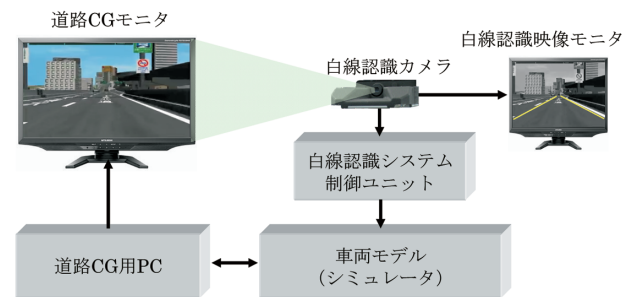 道路CGモニタ
白線認識映像モニタ
白線認識カメラ
白線認識システム
制御ユニット
道路CG用PC
車両モデル
（シミュレータ）